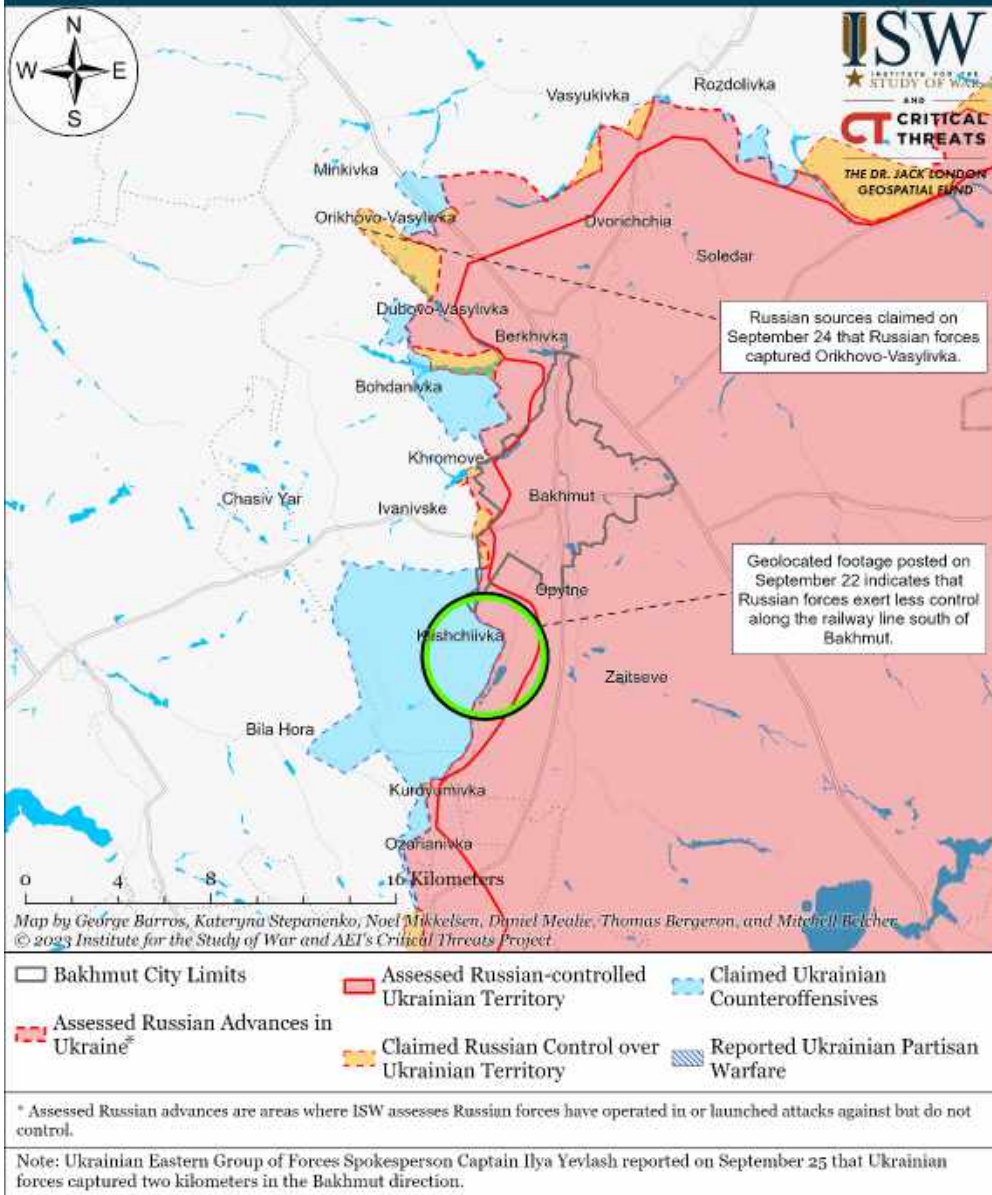 N
W
E
S
ISW
INSTITUTE FOR THE
STUDY OF WAR
AND
CT CRITICAL
THREATS
THE DR. JACK LONDON
GEOSPATIAL FUND
Vasyukivka
Rozdolivka
Minkivka
Orikhovo-Vasylivka
Dvorichchia
Soledar
Dubovo-Vasylivka
Berkhivka
Russian sources claimed on
September 24 that Russian forces
captured Orikhovo-Vasylivka.
Bohdanivka
Khromove
Chasiv Yar
Bakhmut
Ivanivske
Geolocated footage posted on
September 22 indicates that
Russian forces exert less control
along the railway line south of
Bakhmut.
Opytne
Klishchiivka
Zaitseve
Bila Hora
Kurdyumivka
Ozarianivka
0 4 8 16 Kilometers
Map by George Barros, Kateryna Stepanenko, Noel Mikkelsen, Daniel Mealie, Thomas Bergeron, and Mitchell Belcher
© 2023 Institute for the Study of War and AEI's Critical Threats Project
Bakhmut City Limits
Assessed Russian Advances in
Ukraine*
Assessed Russian-controlled
Ukrainian Territory
Claimed Russian Control over
Ukrainian Territory
Claimed Ukrainian
Counteroffensives
Reported Ukrainian Partisan
Warfare
* Assessed Russian advances are areas where ISW assesses Russian forces have operated in or launched attacks against but do not
control.
Note: Ukrainian Eastern Group of Forces Spokesperson Captain Ilya Yevlash reported on September 25 that Ukrainian
forces captured two kilometers in the Bakhmut direction.